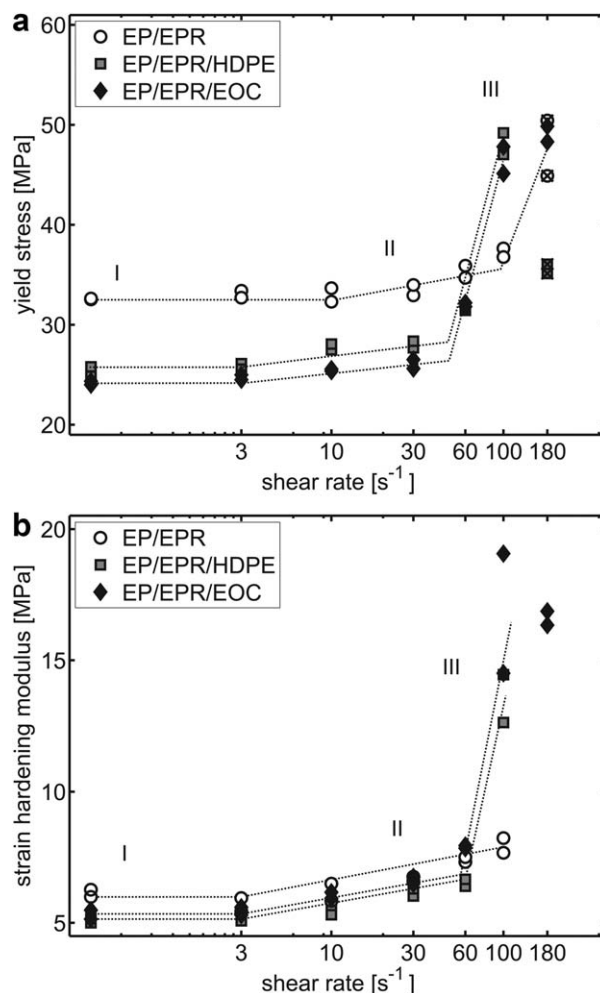 a
60
EP/EPR
EP/EPR/HDPE
EP/EPR/EOC
III
50
40
II
I
30
20
yield stress [MPa]
3 10 30 60 100 180
shear rate [s-1]
b
20
EP/EPR
EP/EPR/HDPE
EP/EPR/EOC
15
III
10
II
I
5
strain hardening modulus [MPa]
3 10 30 60 100 180
shear rate [s-1]